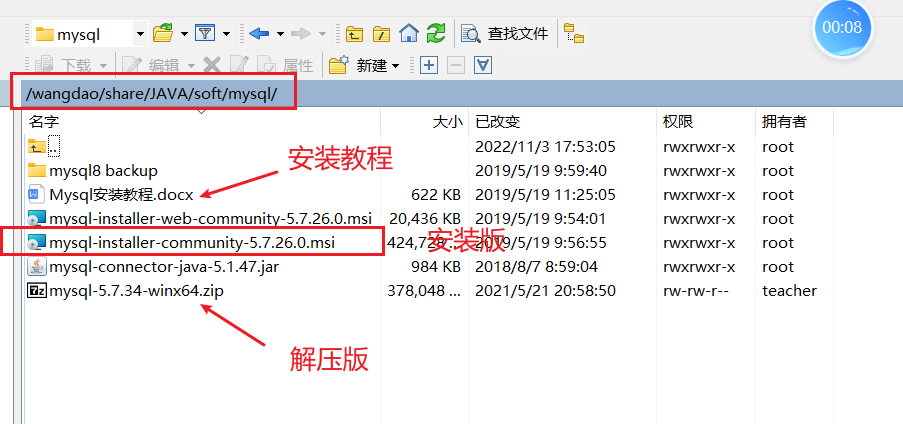 00:08
mysql
查找文件
下载
编辑
属性
新建
/wangdao/share/JAVA/soft/mysql/
名字 大小 已改变 权限 拥有者
.. 2022/11/3 17:53:05 rwxrwxr-x root
安装教程
mysql8 backup 2019/5/19 9:59:40 rwxrwxr-x root
Mysql安装教程.docx 622 KB 2019/5/19 11:25:05 rwxrwxr-x root
mysql-installer-web-community-5.7.26.0.msi 20,436 KB 2019/5/19 9:54:01 rwxrwxr-x root
mysql-installer-community-5.7.26.0.msi 424,728 ... 2019/5/19 9:56:55 rwxrwxr-x root
安装版
mysql-connector-java-5.1.47.jar 984 KB 2018/8/7 8:59:04 rwxrwxr-x root
mysql-5.7.34-winx64.zip 378,048 ... 2021/5/21 20:58:50 rw-rw-r-- teacher
解压版